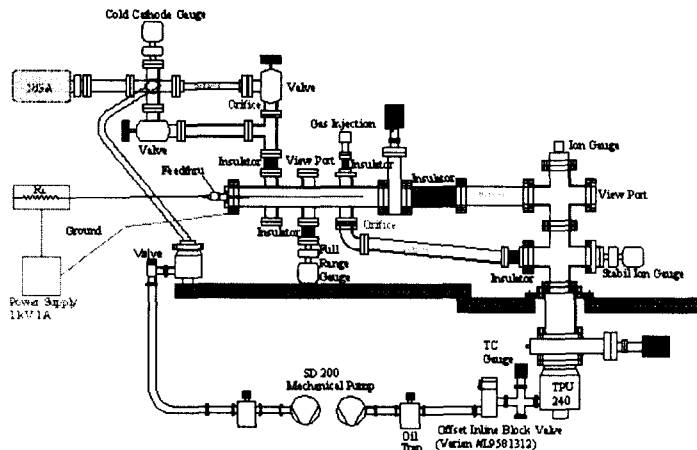 Cold Cathode Gauge
RGA
Valve
Orifice
Valve
Gas Injection
Insulator
View Port
Insulator
Feedthru
Insulator
Ion Gauge
View Port
Orifice
Ground
Insulator
Full
Range
Gauge
Valve
Insulator
Stabil Ion Gauge
Power Supply
1KV 1A
TC
Gauge
SD 200
Mechanical Pump
TPU
240
Oil
Trap
Offset Inline Block Valve
(Varian #L9581312)